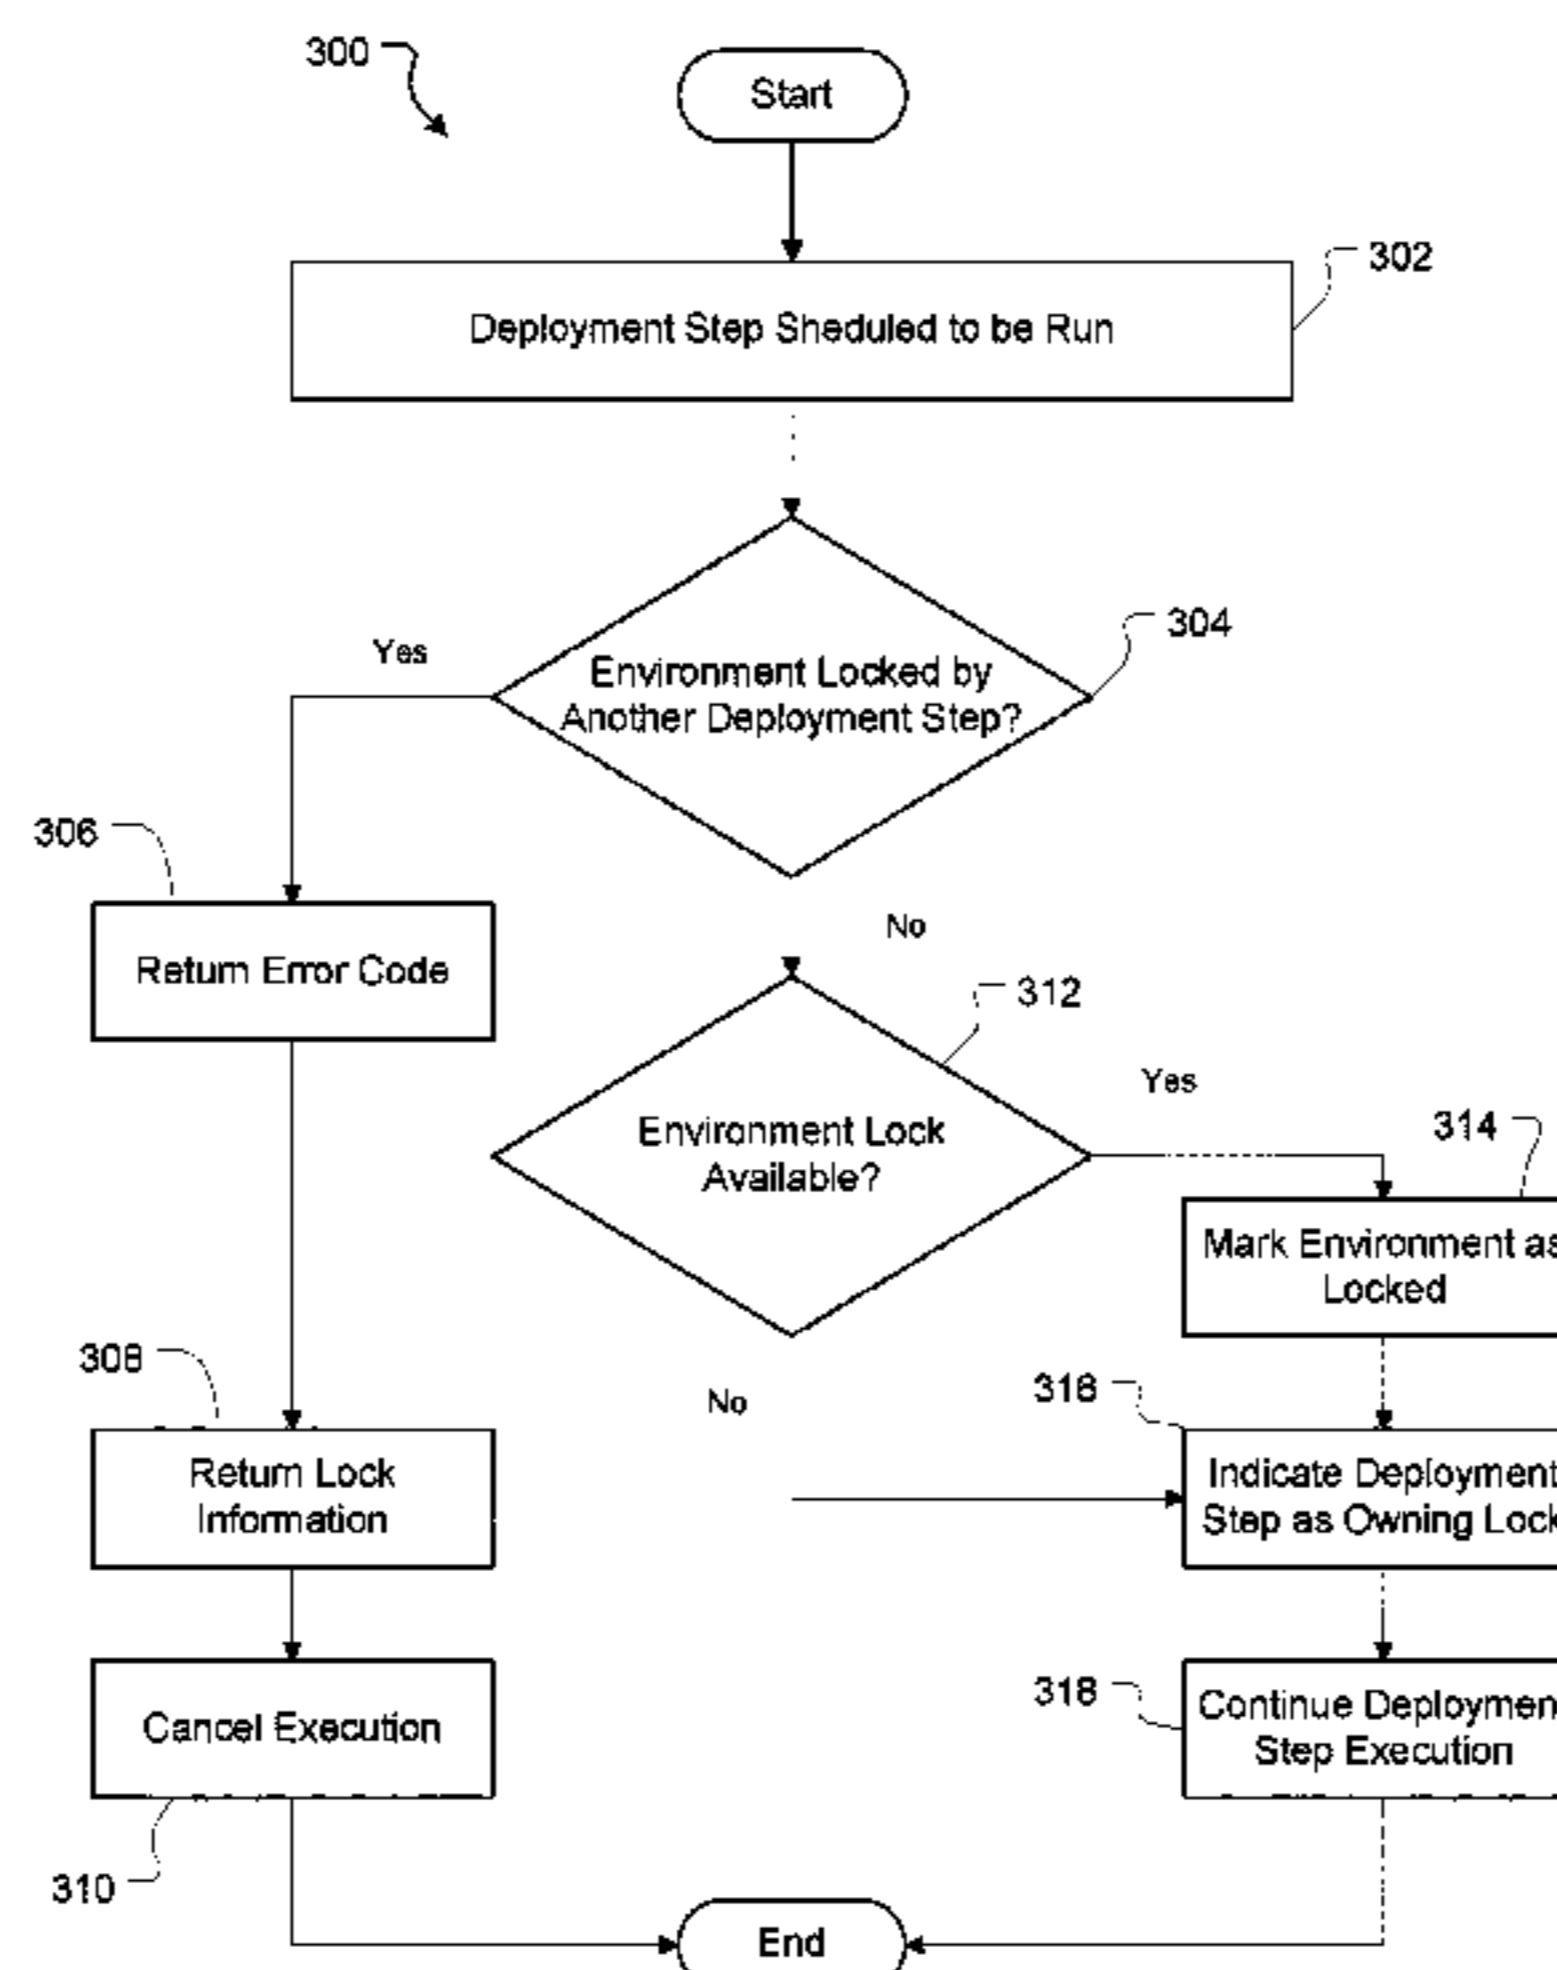 300
Start
302
Deployment Step Sheduled to be Run
304
Yes
Environment Locked by
Another Deployment Step?
306
No
Return Error Code
312
Yes
Environment Lock
Available?
314
Mark Environment as
Locked
308
No
316
Return Lock
Information
Indicate Deployment
Step as Owning Lock
318
Cancel Execution
Continue Deploymen
Step Execution
310
End